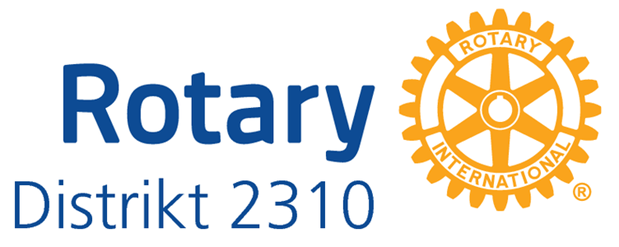 Rotary
Distrikt 2310
ROTARY
INTERNATIONAL
®